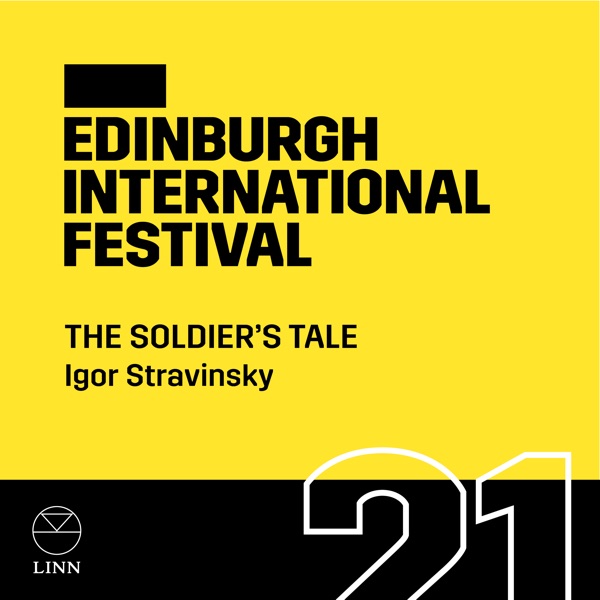 EDINBURGH
INTERNATIONAL
FESTIVAL
THE SOLDIER’S TALE
Igor Stravinsky
21
LINN